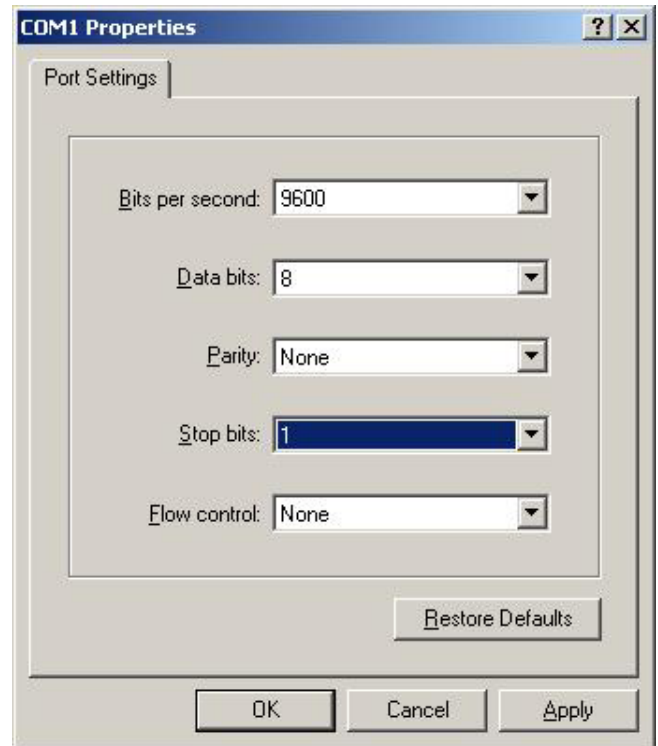 COM1 Properties
Port Settings
Bits per second: 9600
Data bits: 8
Parity: None
Stop bits: 1
Flow control: None
Restore Defaults
OK Cancel Apply